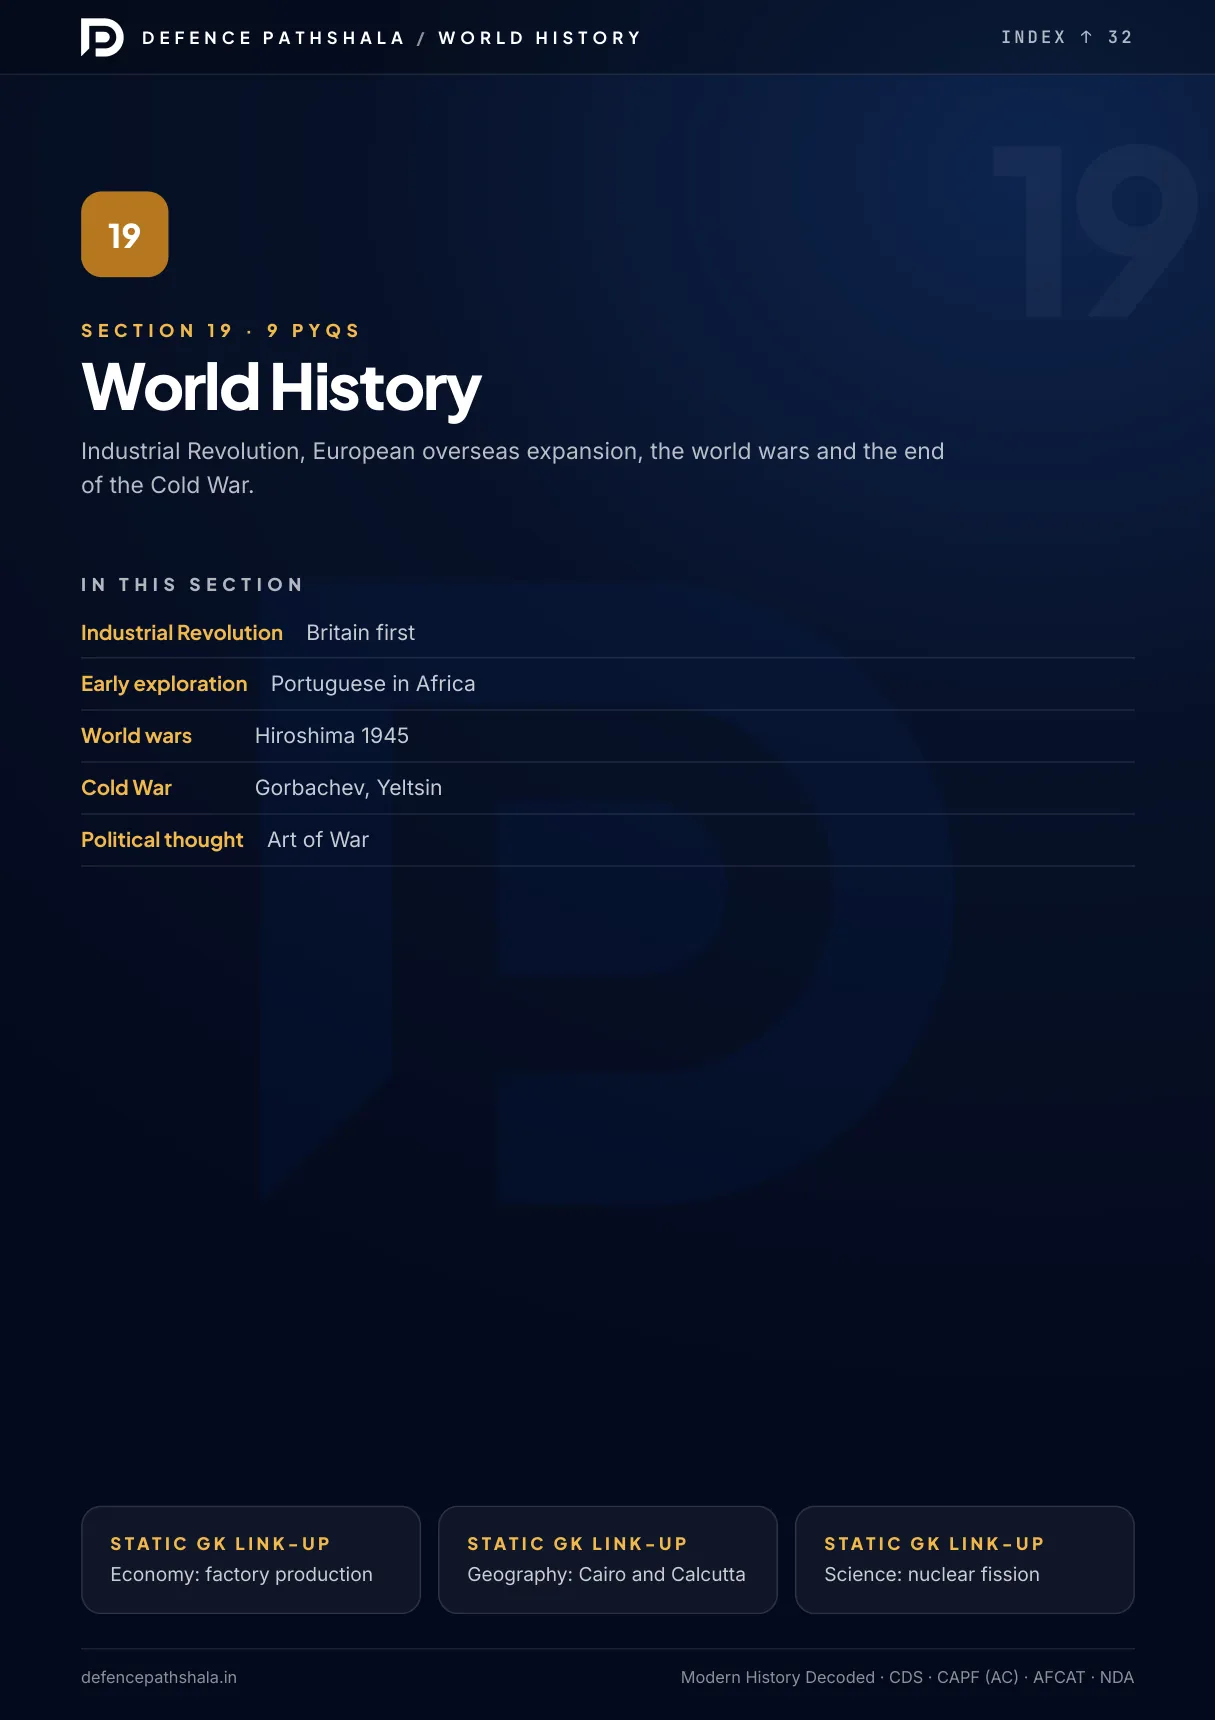 DEFENCE PATHSHALA / WORLD HISTORY
INDEX ↑ 32
19
19
SECTION 19 · 9 PYQS
World History
Industrial Revolution, European overseas expansion, the world wars and the end
of the Cold War.
IN THIS SECTION
Industrial Revolution Britain first
Early exploration Portuguese in Africa
World wars Hiroshima 1945
Cold War Gorbachev, Yeltsin
Political thought Art of War
STATIC GK LINK-UP
Economy: factory production
STATIC GK LINK-UP
Geography: Cairo and Calcutta
STATIC GK LINK-UP
Science: nuclear fission
defencepathshala.in
Modern History Decoded · CDS · CAPF (AC) · AFCAT · NDA